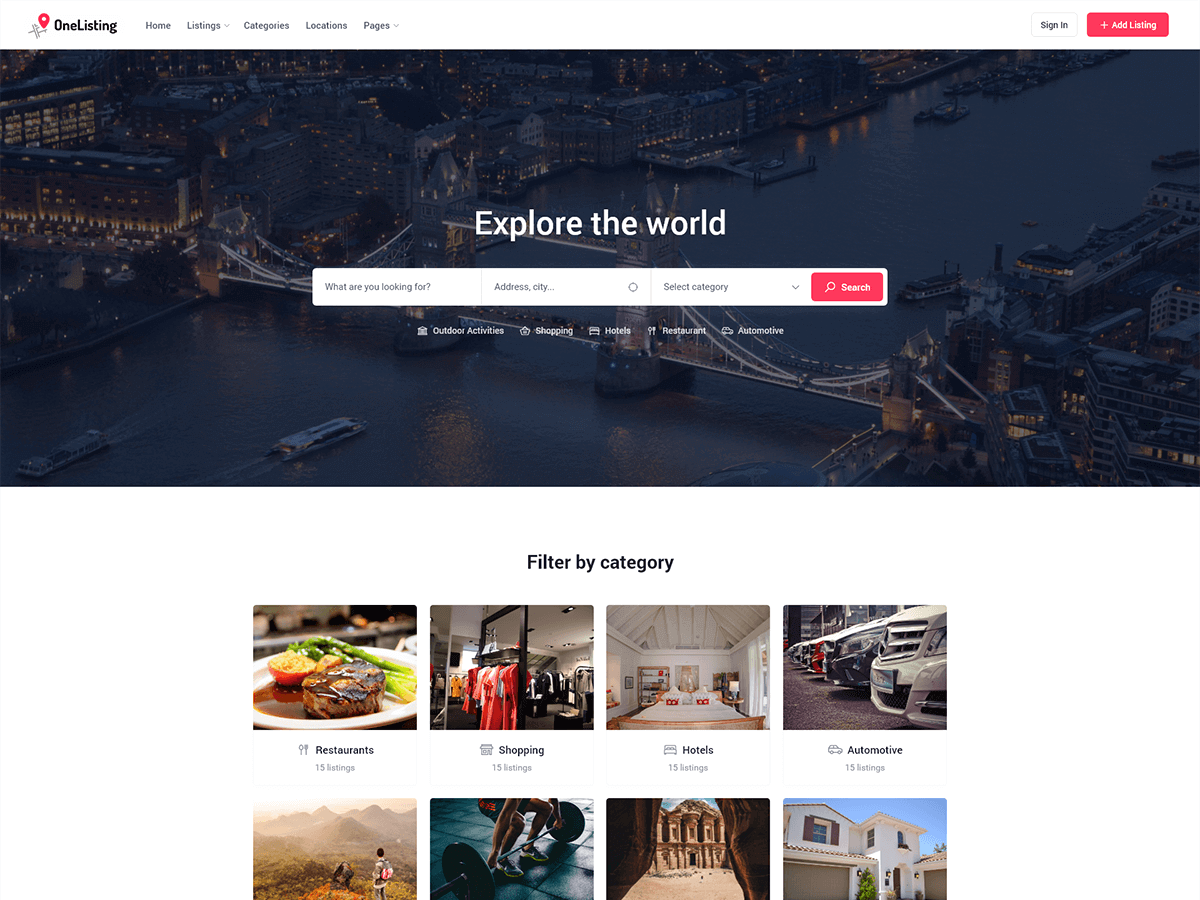 OneListing
Home Listings Categories Locations Pages
Sign In
+ Add Listing
Explore the world
What are you looking for?
Address, city...
Select category
Search
Outdoor Activities Shopping Hotels Restaurant Automotive
Filter by category
Restaurants
15 listings
Shopping
15 listings
Hotels
15 listings
Automotive
15 listings